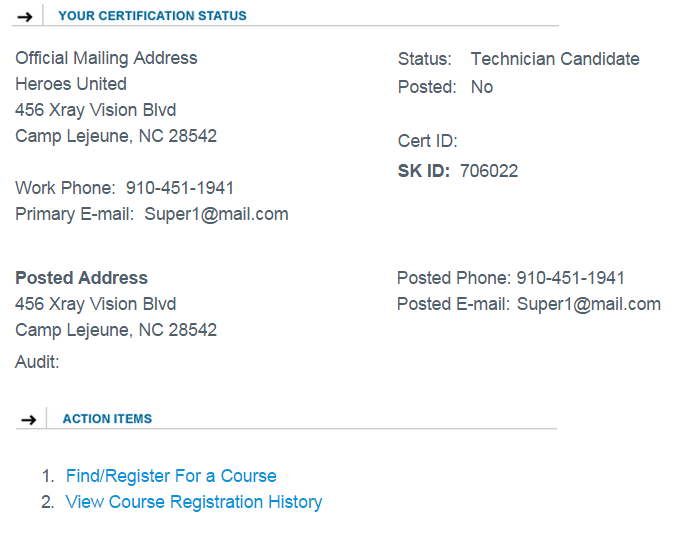 YOUR CERTIFICATION STATUS
Official Mailing Address
Heroes United
456 Xray Vision Blvd
Camp Lejeune, NC 28542
Work Phone: 910-451-1941
Primary E-mail: Super1@mail.com
Status: Technician Candidate
Posted: No
Cert ID:
SK ID: 706022
Posted Address
456 Xray Vision Blvd
Camp Lejeune, NC 28542
Audit:
Posted Phone: 910-451-1941
Posted E-mail: Super1@mail.com
ACTION ITEMS
1. Find/Register For a Course
2. View Course Registration History